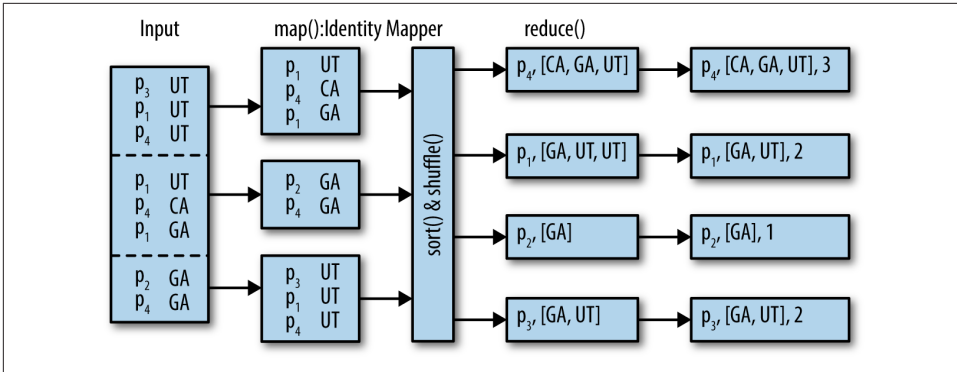 Input
map():Identity Mapper
reduce()
p3 UT
p1 UT
p4 UT
p1 UT
p4 CA
p1 GA
p2 GA
p4 GA
p1 UT
p4 CA
p1 GA
p2 GA
p4 GA
p3 UT
p1 UT
p4 UT
sort() & shuffle()
p4, [CA, GA, UT]
p4, [CA, GA, UT], 3
p1, [GA, UT, UT]
p1, [GA, UT], 2
p2, [GA]
p2, [GA], 1
p3, [GA, UT]
p3, [GA, UT], 2